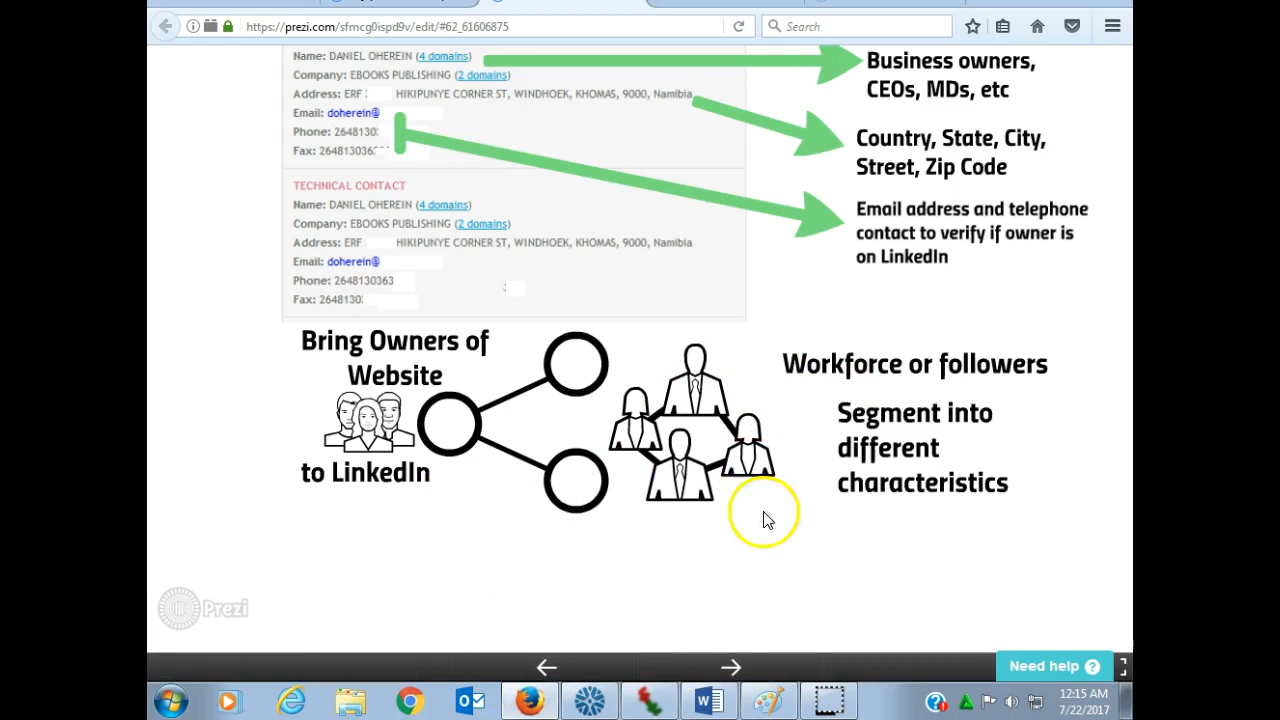 https://prezi.com/sfmcg0ispd9v/edit/#62_61606875
Search
Name: DANIEL OHEREIN (4 domains)
Company: EBOOKS PUBLISHING (2 domains)
Address: ERF HIKIPUNYE CORNER ST, WINDHOEK, KHOMAS, 9000, Namibia
Email: doherein@
Phone: 2648130
Fax: 264813036
Business owners,
CEOs, MDs, etc
Country, State, City,
Street, Zip Code
TECHNICAL CONTACT
Name: DANIEL OHEREIN (4 domains)
Company: EBOOKS PUBLISHING (2 domains)
Address: ERF HIKIPUNYE CORNER ST, WINDHOEK, KHOMAS, 9000, Namibia
Email: doherein@
Phone: 2648130363
Fax: 2648130
Email address and telephone
contact to verify if owner is
on LinkedIn
Bring Owners of
Website
to LinkedIn
Workforce or followers
Segment into
different
characteristics
Prezi
Need help ?
12:15 AM
7/22/2017